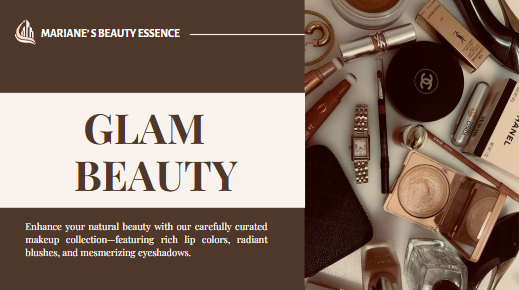 MARIANE'S BEAUTY ESSENCE
GLAM
BEAUTY
Enhance your natural beauty with our carefully curated
makeup collection—featuring rich lip colors, radiant
blushes, and mesmerizing eyeshadows.
CHANEL